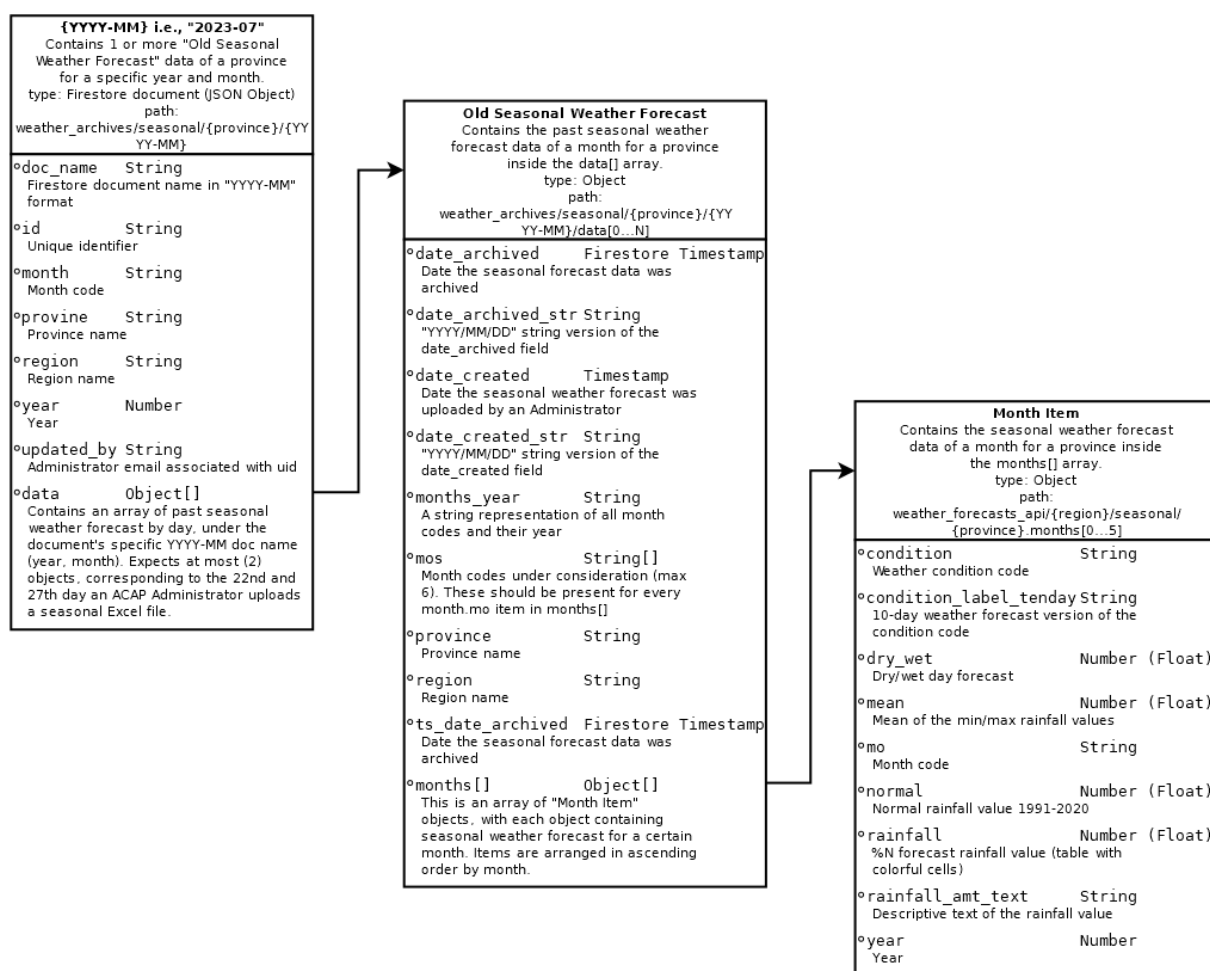 {YYYY-MM} i.e., "2023-07"
Contains 1 or more "Old Seasonal
Weather Forecast" data of a province
for a specific year and month.
type: Firestore document (JSON Object)
path:
weather_archives/seasonal/{province}/{YY
YY-MM}
doc_name String
Firestore document name in "YYYY-MM"
format
id String
Unique identifier
month String
Month code
provine String
Province name
region String
Region name
year Number
Year
updated_by String
Administrator email associated with uid
data Object[]
Contains an array of past seasonal
weather forecast by day, under the
document's specific YYYY-MM doc name
(year, month). Expects at most (2)
objects, corresponding to the 22nd and
27th day an ACAP Administrator uploads
a seasonal Excel file.
Old Seasonal Weather Forecast
Contains the past seasonal weather
forecast data of a month for a province
inside the data[] array.
type: Object
path:
weather_archives/seasonal/{province}/{YY
YY-MM}/data[0...N]
date_archived Firestore Timestamp
Date the seasonal forecast data was
archived
date_archived_str String
"YYYY/MM/DD" string version of the
date_archived field
date_created Timestamp
Date the seasonal weather forecast was
uploaded by an Administrator
date_created_str String
"YYYY/MM/DD" string version of the
date_created field
months_year String
A string representation of all month
codes and their year
mos String[]
Month codes under consideration (max
6). These should be present for every
month.mo item in months[]
province String
Province name
region String
Region name
ts_date_archived Firestore Timestamp
Date the seasonal forecast data was
archived
months[] Object[]
This is an array of "Month Item"
objects, with each object containing
seasonal weather forecast for a certain
month. Items are arranged in ascending
order by month.
Month Item
Contains the seasonal weather forecast
data of a month for a province inside
the months[] array.
type: Object
path:
weather_forecasts_api/{region}/seasonal/
{province}.months[0...5]
condition String
Weather condition code
condition_label_tenday String
10-day weather forecast version of the
condition code
dry_wet Number (Float)
Dry/wet day forecast
mean Number (Float)
Mean of the min/max rainfall values
mo String
Month code
normal Number (Float)
Normal rainfall value 1991-2020
rainfall Number (Float)
%N forecast rainfall value (table with
colorful cells)
rainfall_amt_text String
Descriptive text of the rainfall value
year Number
Year